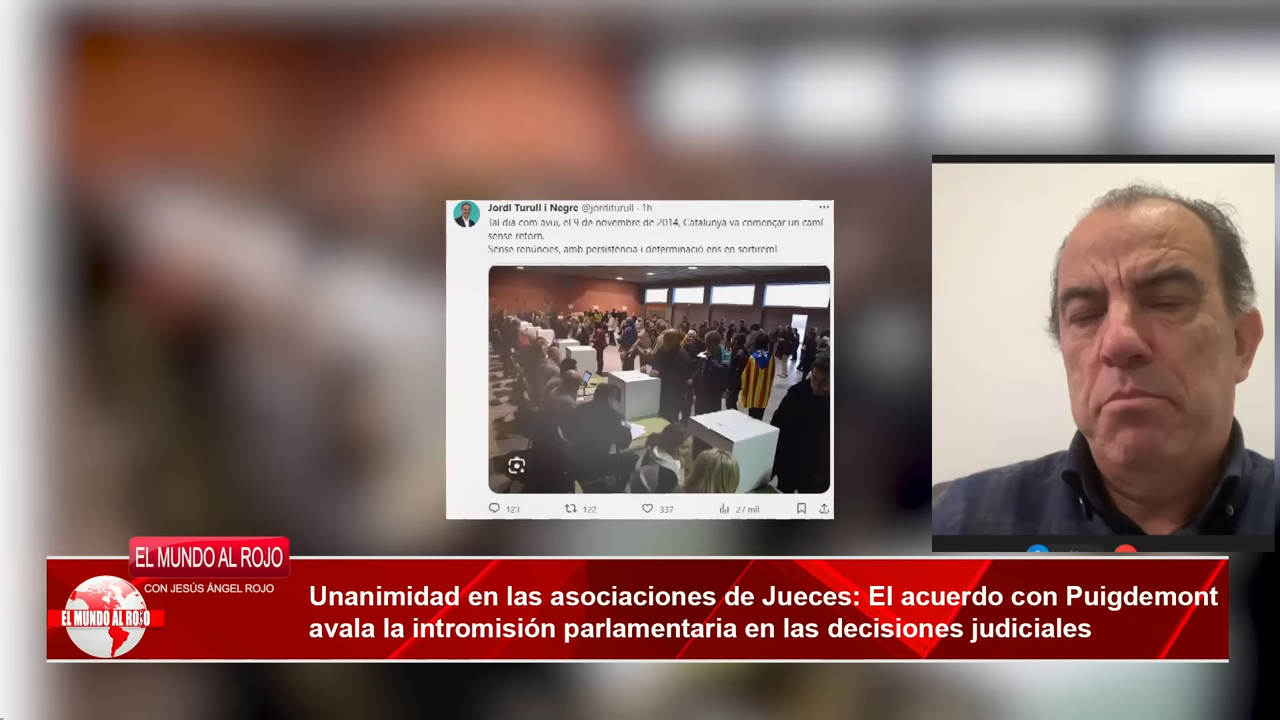 Jordi Turull i Negre @jorditurull · 1h
Tal dia com avui, el 9 de novembre de 2014, Catalunya va començar un camí
sense retorn.
Sense renúncies, amb persistència i determinació ens en sortirem!
121
122
337
27 mil
EL MUNDO AL ROJO
CON JESÚS ÁNGEL ROJO
EL MUNDO AL ROJO
Unanimidad en las asociaciones de Jueces: El acuerdo con Puigdemont
avala la intromisión parlamentaria en las decisiones judiciales